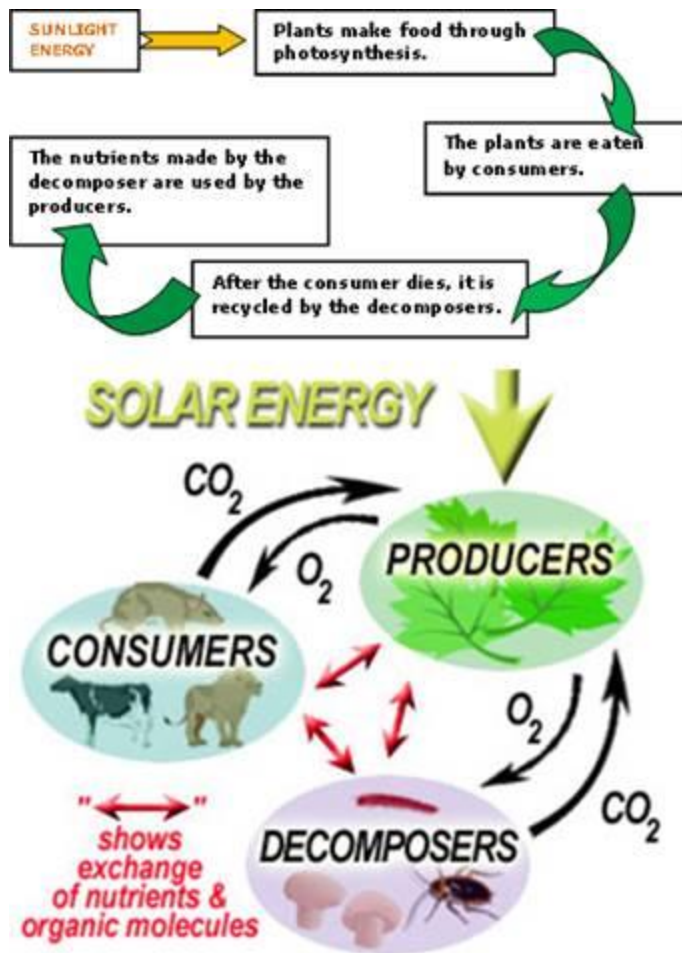 SUNLIGHT
ENERGY
Plants make food through
photosynthesis.
The plants are eaten
by consumers.
The nutrients made by the
decomposer are used by the
producers.
After the consumer dies, it is
recycled by the decomposers.
SOLAR ENERGY
CO2
O2
PRODUCERS
CONSUMERS
O2
CO2
DECOMPOSERS
" "
shows
exchange
of nutrients &
organic molecules